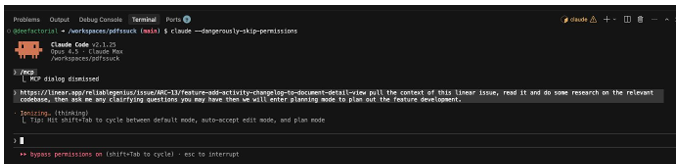 Problems Output Debug Console Terminal Ports 5
claude
@deefactorial → /workspaces/pdfssuck (main) $ claude --dangerously-skip-permissions
Claude Code v2.1.25
Opus 4.5 · Claude Max
/workspaces/pdfssuck
> /mcp
⎿ MCP dialog dismissed
> https://linear.app/reliablegenius/issue/ARC-13/feature-add-activity-changelog-to-document-detail-view pull the context of this linear issue, read it and do some research on the relevant
codebase, then ask me any clairfying questions you may have then we will enter planning mode to plan out the feature development.
· Ionizing… (thinking)
⎿ Tip: Hit shift+Tab to cycle between default mode, auto-accept edit mode, and plan mode
>
▸▸ bypass permissions on (shift+Tab to cycle) · esc to interrupt